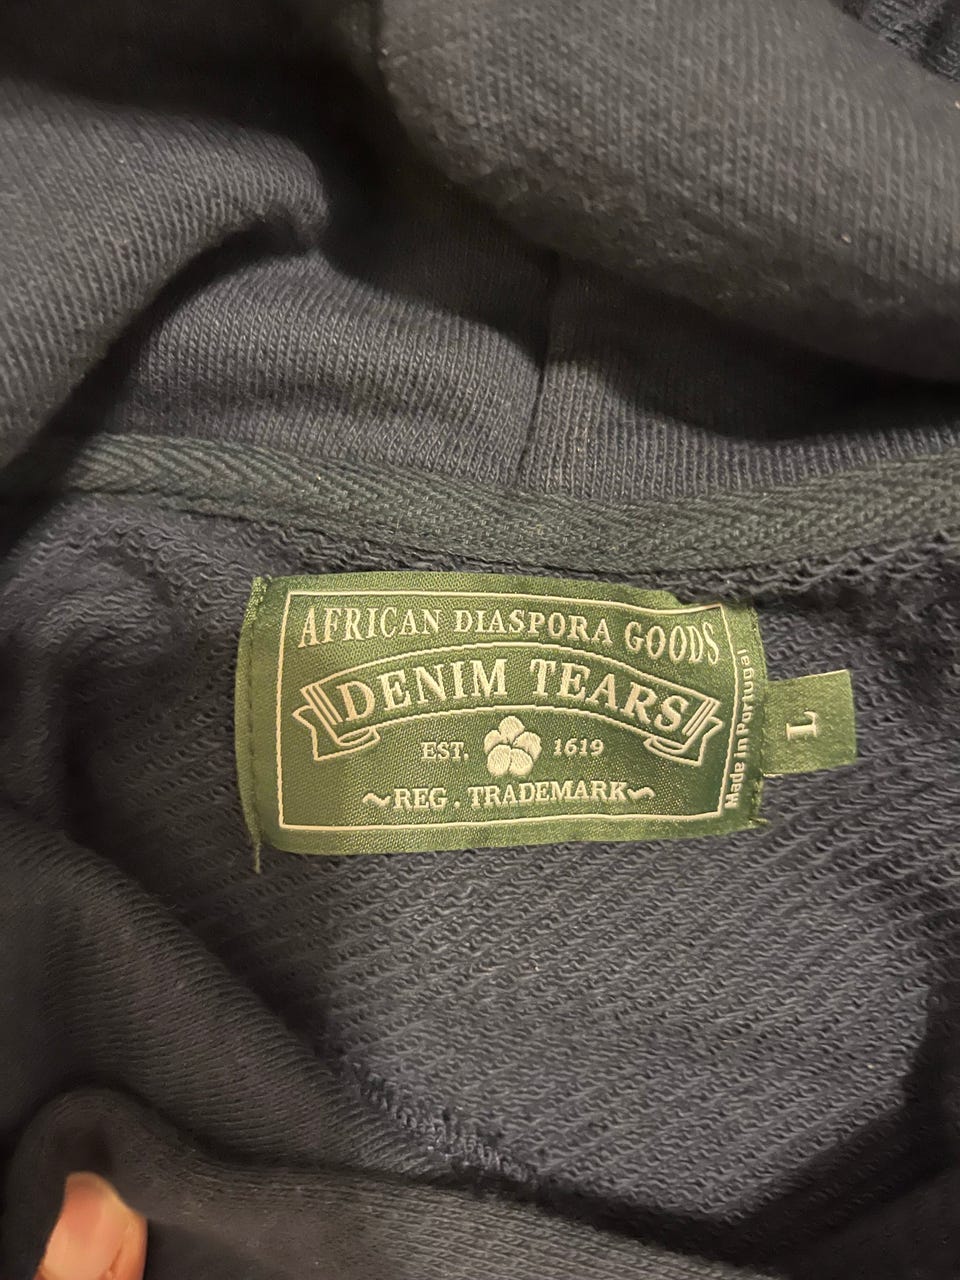 AFRICAN DIASPORA GOODS
DENIM TEARS
EST. 1619
~REG. TRADEMARK~
Made in Portugal
L